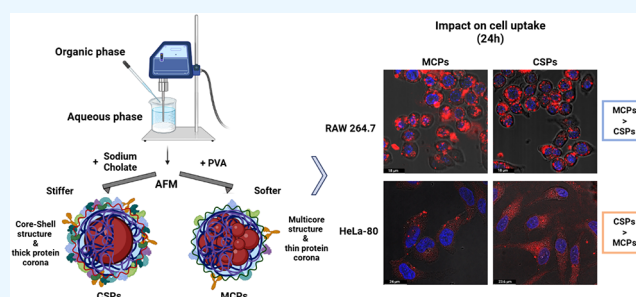 Organic phase
Aqueous phase
+ Sodium
Cholate
+ PVA
AFM
Stiffer
Softer
Core-Shell
structure
&
thick protein
corona
Multicore
structure
&
thin protein
corona
CSPs
MCPs
Impact on cell uptake
(24h)
MCPs
CSPs
RAW 264.7
MCPs
>
CSPs
HeLa-80
CSPs
>
MCPs